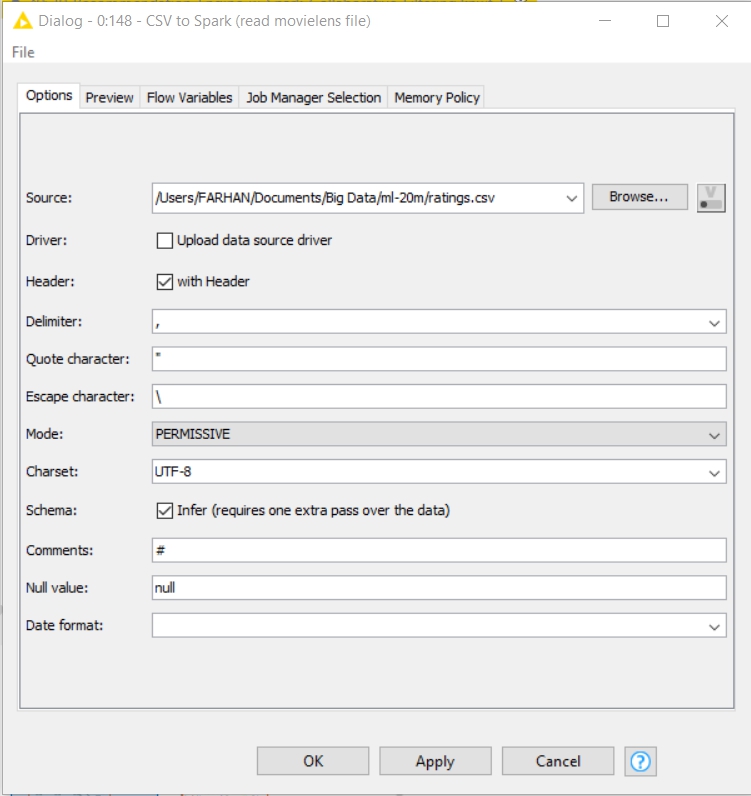 Dialog - 0:148 - CSV to Spark (read movielens file)
File
Options Preview Flow Variables Job Manager Selection Memory Policy
Source: /Users/FARHAN/Documents/Big Data/ml-20m/ratings.csv Browse... V
Driver: Upload data source driver
Header: with Header
Delimiter: ,
Quote character: "
Escape character: \
Mode: PERMISSIVE
Charset: UTF-8
Schema: Infer (requires one extra pass over the data)
Comments: #
Null value: null
Date format:
OK Apply Cancel ?